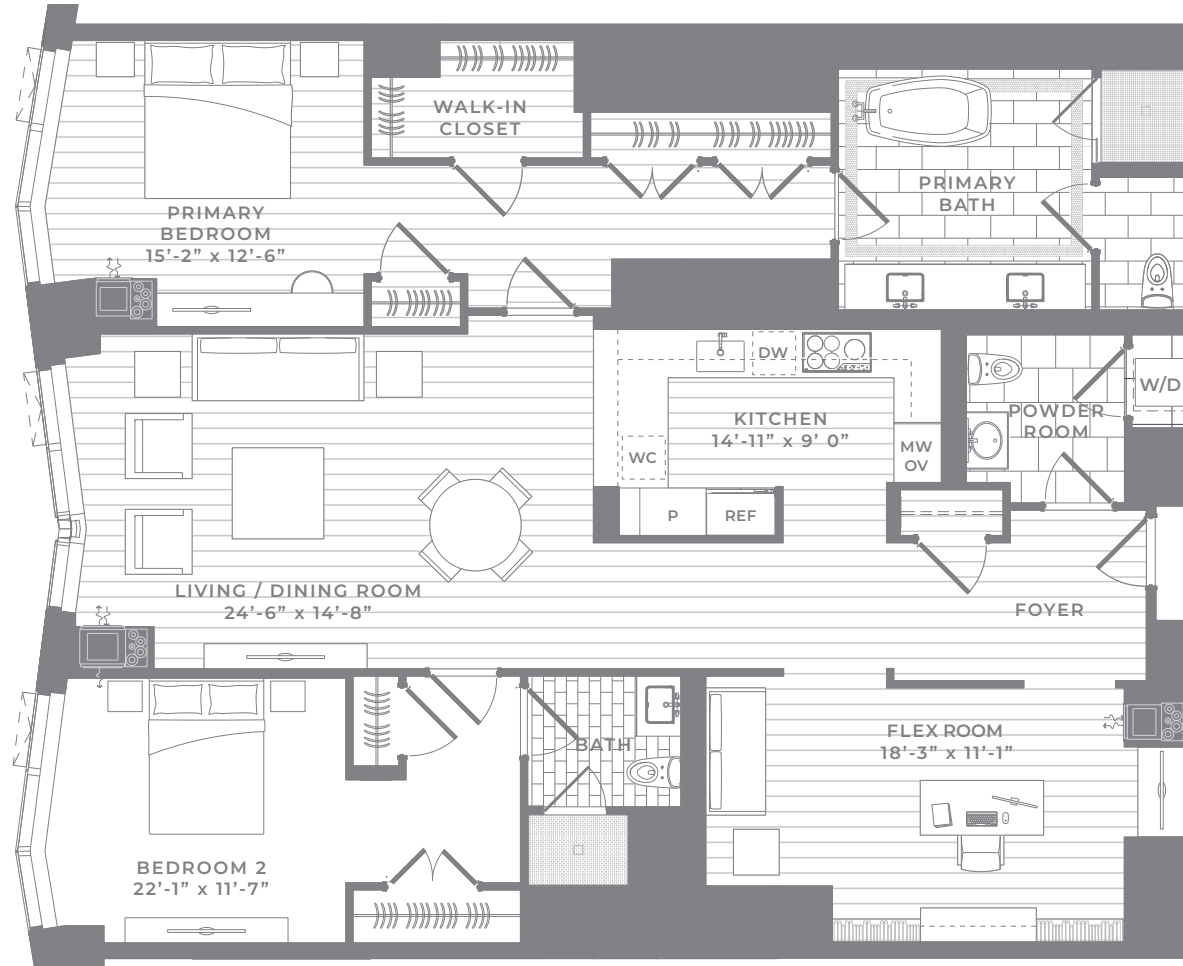 WALK-IN
CLOSET
PRIMARY
BATH
PRIMARY
BEDROOM
15’-2” x 12’-6”
DW
W/D
KITCHEN
14’-11” x 9’ 0”
POWDER
ROOM
WC
MW
OV
P
REF
LIVING / DINING ROOM
24’-6” x 14’-8”
FOYER
FLEX ROOM
18’-3” x 11’-1”
BATH
BEDROOM 2
22’-1” x 11’-7”